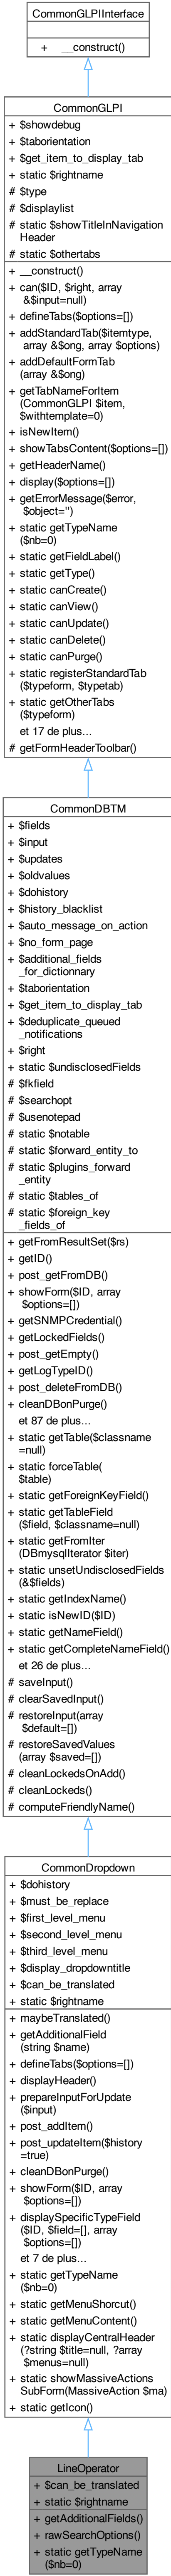 CommonGLPIInterface
+ __construct()
CommonGLPI
+ $showdebug
+ $taborientation
+ $get_item_to_display_tab
+ static $rightname
# $type
# $displaylist
# static $showTitleInNavigation
Header
# static $othertabs
+ __construct()
+ can($ID, $right, array
&$input=null)
+ defineTabs($options=[])
+ addStandardTab($itemtype,
array &$ong, array $options)
+ addDefaultFormTab
(array &$ong)
+ getTabNameForItem
(CommonGLPI $item,
$withtemplate=0)
+ isNewItem()
+ showTabsContent($options=[])
+ getHeaderName()
+ display($options=[])
+ getErrorMessage($error,
$object='')
+ static getTypeName
($nb=0)
+ static getFieldLabel()
+ static getType()
+ static canCreate()
+ static canView()
+ static canUpdate()
+ static canDelete()
+ static canPurge()
+ static registerStandardTab
($typeform, $typetab)
+ static getOtherTabs
($typeform)
et 17 de plus...
# getFormHeaderToolbar()
CommonDBTM
+ $fields
+ $input
+ $updates
+ $oldvalues
+ $dohistory
+ $history_blacklist
+ $auto_message_on_action
+ $no_form_page
+ $additional_fields
_for_dictionnary
+ $taborientation
+ $get_item_to_display_tab
+ $deduplicate_queued
_notifications
+ $right
+ static $undisclosedFields
# $fkfield
# $searchopt
# $usenotepad
# static $notable
# static $forward_entity_to
# static $plugins_forward
_entity
# static $tables_of
# static $foreign_key
_fields_of
+ getFromResultSet($rs)
+ getID()
+ post_getFromDB()
+ showForm($ID, array
$options=[])
+ getSNMPCredential()
+ getLockedFields()
+ post_getEmpty()
+ getLogTypeID()
+ post_deleteFromDB()
+ cleanDBonPurge()
et 87 de plus...
+ static getTable($classname
=null)
+ static forceTable(
$table)
+ static getForeignKeyField()
+ static getTableField
($field, $classname=null)
+ static getFromIter
(DBmysqlIterator $iter)
+ static unsetUndisclosedFields
(&$fields)
+ static getIndexName()
+ static isNewID($ID)
+ static getNameField()
+ static getCompleteNameField()
et 26 de plus...
# saveInput()
# clearSavedInput()
# restoreInput(array
$default=[])
# restoreSavedValues
(array $saved=[])
# cleanLockedsOnAdd()
# cleanLockeds()
# computeFriendlyName()
CommonDropdown
+ $dohistory
+ $must_be_replace
+ $first_level_menu
+ $second_level_menu
+ $third_level_menu
+ $display_dropdowntitle
+ $can_be_translated
+ static $rightname
+ maybeTranslated()
+ getAdditionalField
(string $name)
+ defineTabs($options=[])
+ displayHeader()
+ prepareInputForUpdate
($input)
+ post_addItem()
+ post_updateItem($history
=true)
+ cleanDBonPurge()
+ showForm($ID, array
$options=[])
+ displaySpecificTypeField
($ID, $field=[], array
$options=[])
et 7 de plus...
+ static getTypeName
($nb=0)
+ static getMenuShorcut()
+ static getMenuContent()
+ static displayCentralHeader
(?string $title=null, ?array
$menus=null)
+ static showMassiveActions
SubForm(MassiveAction $ma)
+ static getIcon()
LineOperator
+ $can_be_translated
+ static $rightname
+ getAdditionalFields()
+ rawSearchOptions()
+ static getTypeName
($nb=0)